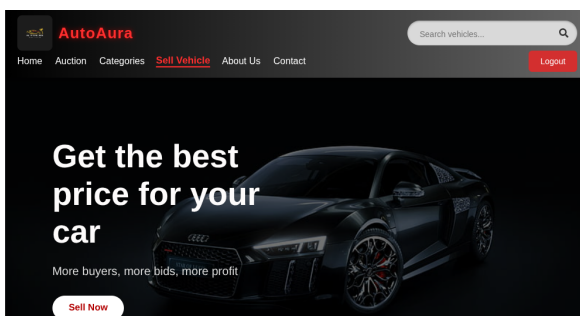 AutoAura
Search vehicles...
Home Auction Categories Sell Vehicle About Us Contact
Logout
Get the best
price for your
car
More buyers, more bids, more profit
Sell Now